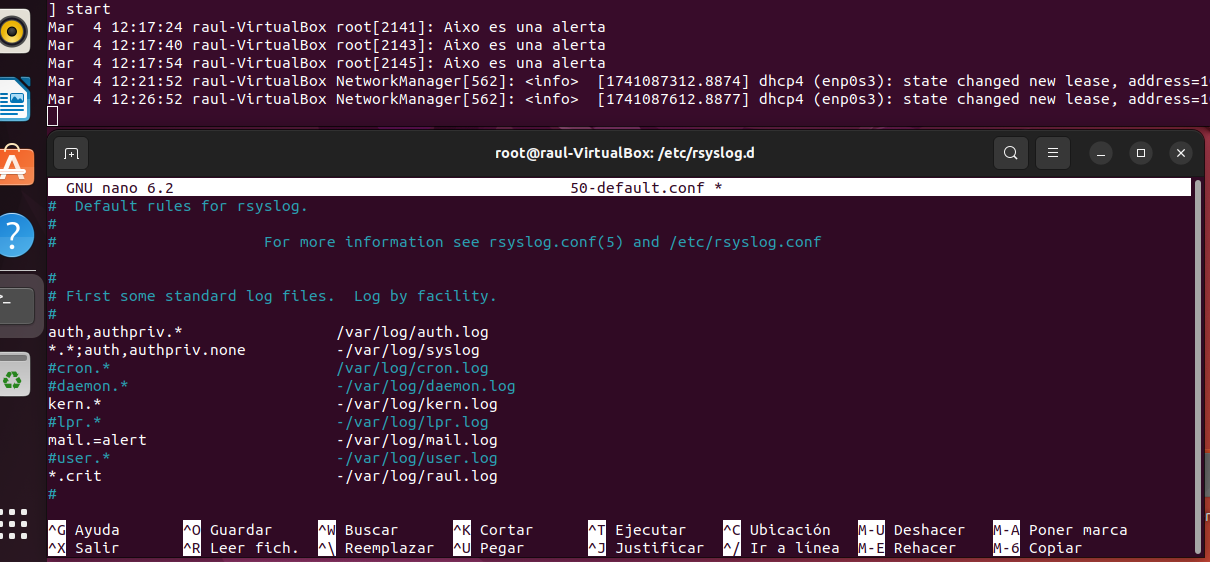 ] start
Mar  4 12:17:24 raul-VirtualBox root[2141]: Aixo es una alerta
Mar  4 12:17:40 raul-VirtualBox root[2143]: Aixo es una alerta
Mar  4 12:17:54 raul-VirtualBox root[2145]: Aixo es una alerta
Mar  4 12:21:52 raul-VirtualBox NetworkManager[562]: <info>  [1741087312.8874] dhcp4 (enp0s3): state changed new lease, address=1
Mar  4 12:26:52 raul-VirtualBox NetworkManager[562]: <info>  [1741087612.8877] dhcp4 (enp0s3): state changed new lease, address=1
root@raul-VirtualBox: /etc/rsyslog.d
GNU nano 6.2                                            50-default.conf *
#  Default rules for rsyslog.
#
#                       For more information see rsyslog.conf(5) and /etc/rsyslog.conf
#
# First some standard log files.  Log by facility.
#
auth,authpriv.*                 /var/log/auth.log
*.*;auth,authpriv.none          -/var/log/syslog
#cron.*                         /var/log/cron.log
#daemon.*                       -/var/log/daemon.log
kern.*                          -/var/log/kern.log
#lpr.*                          -/var/log/lpr.log
mail.=alert                     -/var/log/mail.log
#user.*                         -/var/log/user.log
*.crit                          -/var/log/raul.log
#
^G Ayuda       ^O Guardar     ^W Buscar      ^K Cortar      ^T Ejecutar    ^C Ubicación   M-U Deshacer   M-A Poner marca
^X Salir       ^R Leer fich.  ^\ Reemplazar  ^U Pegar       ^J Justificar  ^/ Ir a línea  M-E Rehacer    M-6 Copiar